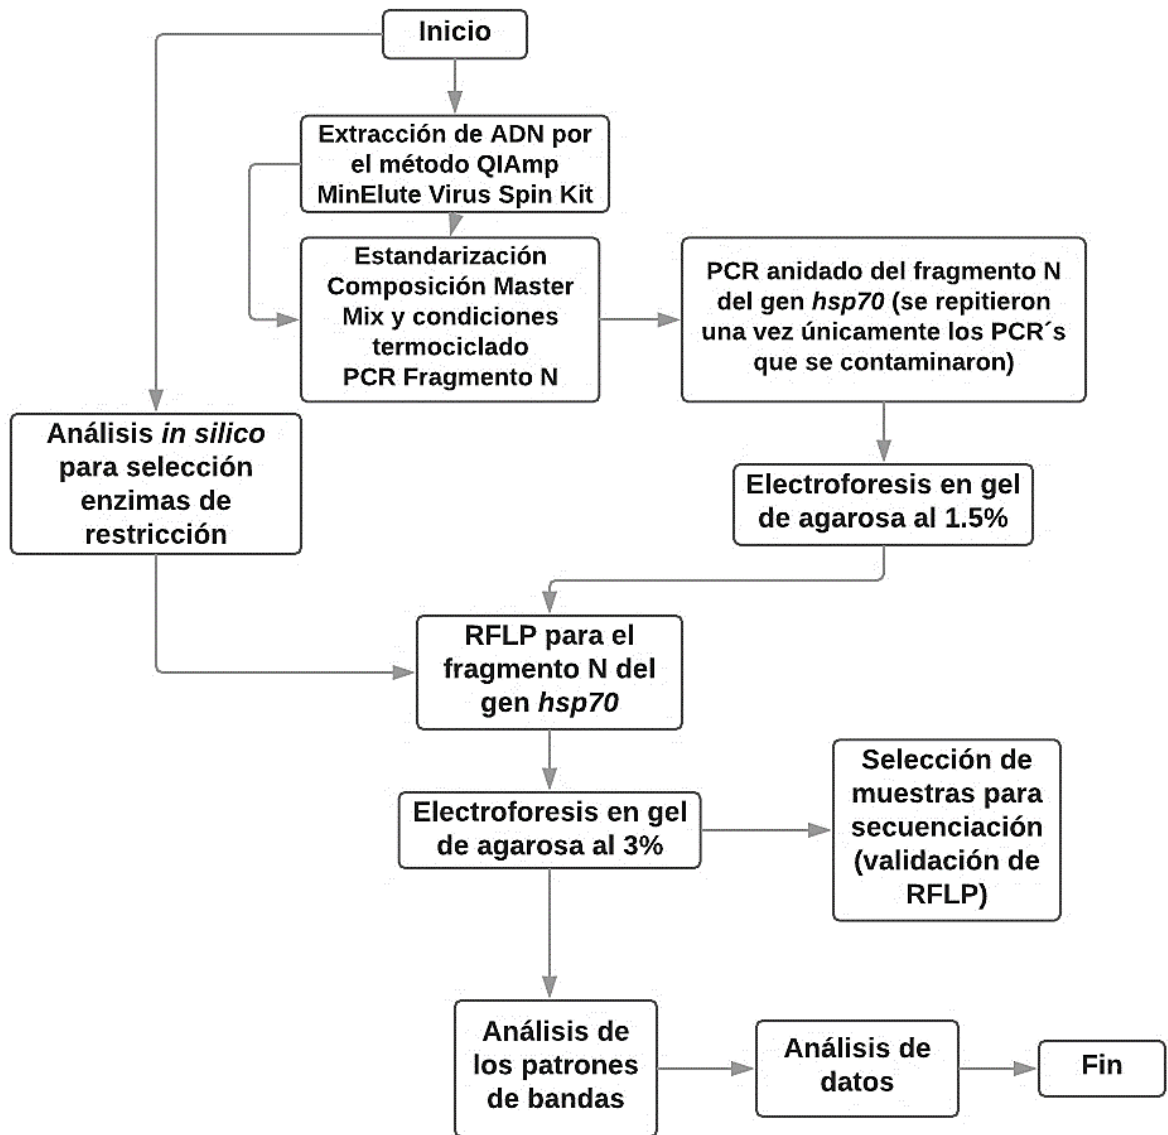 Inicio
Extracción de ADN por
el método QIAmp
MinElute Virus Spin Kit
Estandarización
Composición Master
Mix y condiciones
termociclado
PCR Fragmento N
PCR anidado del fragmento N
del gen hsp70 (se repitieron
una vez únicamente los PCR´s
que se contaminaron)
Análisis in silico
para selección
enzimas de
restricción
Electroforesis en gel
de agarosa al 1.5%
RFLP para el
fragmento N del
gen hsp70
Electroforesis en gel
de agarosa al 3%
Selección de
muestras para
secuenciación
(validación de
RFLP)
Análisis de
los patrones
de bandas
Análisis de
datos
Fin